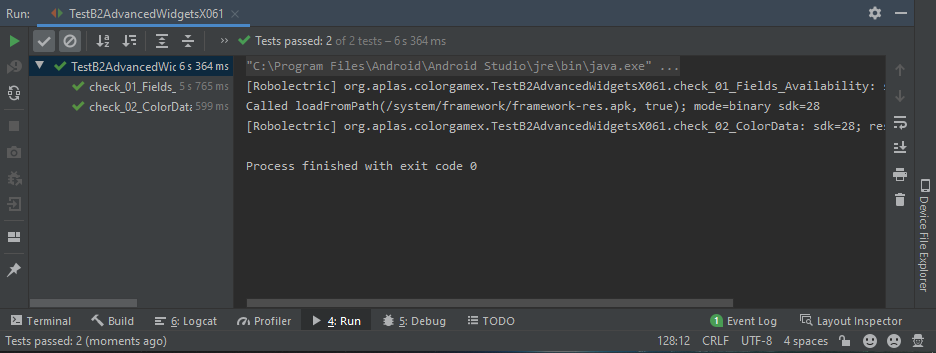 Run: TestB2AdvancedWidgetsX061
Tests passed: 2 of 2 tests – 6 s 364 ms
TestB2AdvancedWic 6 s 364 ms
check_01_Fields_ 5 s 765 ms
check_02_ColorData 599 ms
"C:\Program Files\Android\Android Studio\jre\bin\java.exe" ...
[Robolectric] org.aplas.colorgamex.TestB2AdvancedWidgetsX061.check_01_Fields_Availability: s
Called loadFromPath(/system/framework/framework-res.apk, true); mode=binary sdk=28
[Robolectric] org.aplas.colorgamex.TestB2AdvancedWidgetsX061.check_02_ColorData: sdk=28; res
Process finished with exit code 0
Device File Explorer
Terminal Build 6: Logcat Profiler 4: Run 5: Debug TODO 1 Event Log Layout Inspector
Tests passed: 2 (moments ago) 128:12 CRLF UTF-8 4 spaces